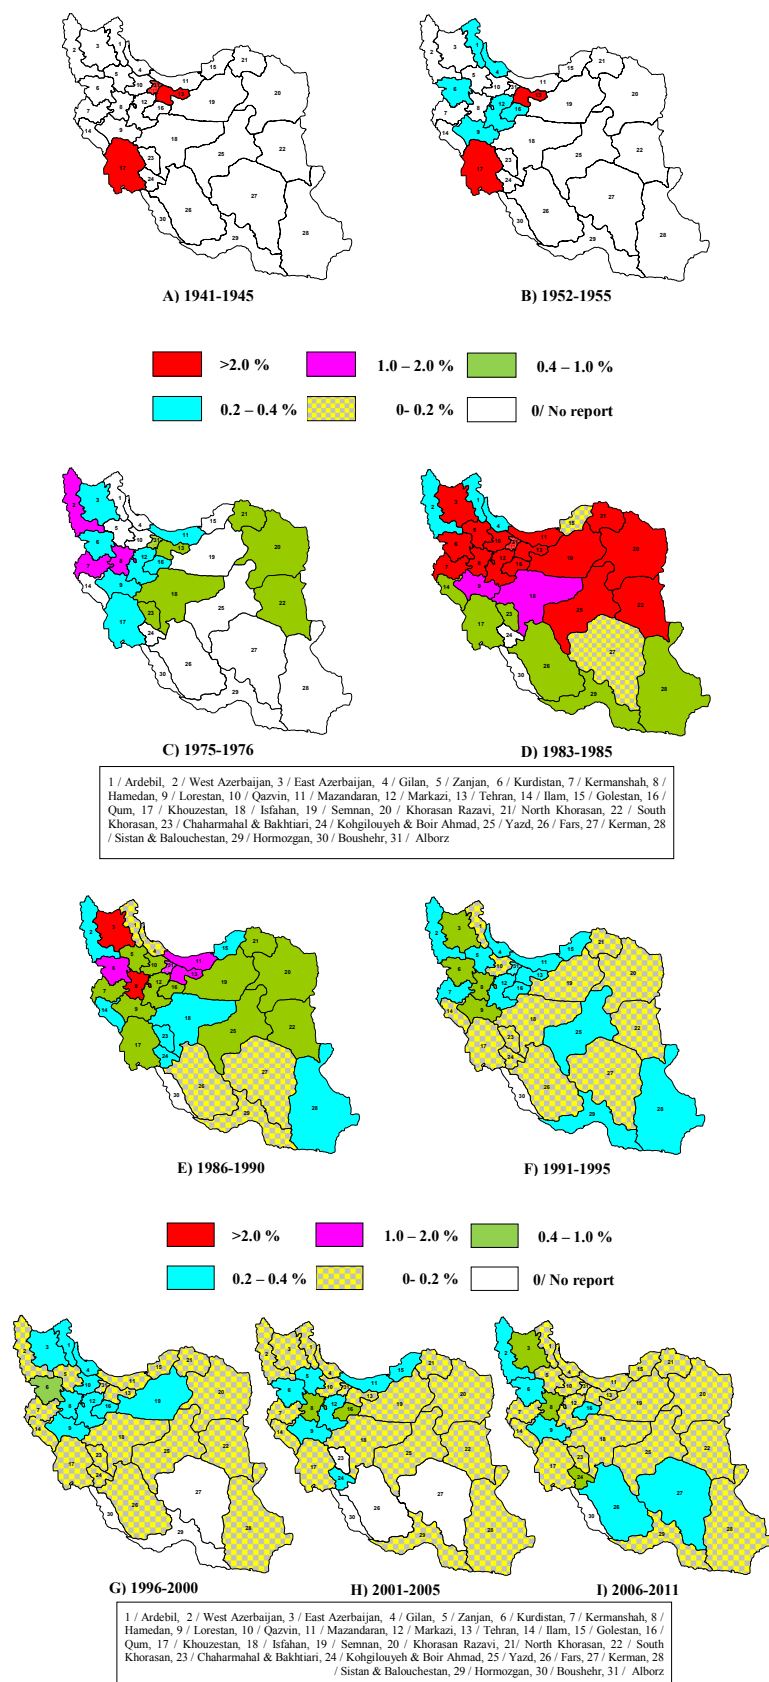 A) 1941-1945
B) 1952-1955
>2.0 %
1.0 – 2.0 %
0.4 – 1.0 %
0.2 – 0.4 %
0- 0.2 %
0/ No report
C) 1975-1976
D) 1983-1985
1 / Ardebil, 2 / West Azerbaijan, 3 / East Azerbaijan, 4 / Gilan, 5 / Zanjan, 6 / Kurdistan, 7 / Kermanshah, 8 /
Hamedan, 9 / Lorestan, 10 / Qazvin, 11 / Mazandaran, 12 / Markazi, 13 / Tehran, 14 / Ilam, 15 / Golestan, 16 /
Qum, 17 / Khouzestan, 18 / Isfahan, 19 / Semnan, 20 / Khorasan Razavi, 21/ North Khorasan, 22 / South
Khorasan, 23 / Chaharmahal & Bakhtiari, 24 / Kohgilouyeh & Boir Ahmad, 25 / Yazd, 26 / Fars, 27 / Kerman, 28
/ Sistan & Balouchestan, 29 / Hormozgan, 30 / Boushehr, 31 / Alborz
E) 1986-1990
F) 1991-1995
>2.0 %
1.0 – 2.0 %
0.4 – 1.0 %
0.2 – 0.4 %
0- 0.2 %
0/ No report
G) 1996-2000
H) 2001-2005
I) 2006-2011
1 / Ardebil, 2 / West Azerbaijan, 3 / East Azerbaijan, 4 / Gilan, 5 / Zanjan, 6 / Kurdistan, 7 / Kermanshah, 8 /
Hamedan, 9 / Lorestan, 10 / Qazvin, 11 / Mazandaran, 12 / Markazi, 13 / Tehran, 14 / Ilam, 15 / Golestan, 16 /
Qum, 17 / Khouzestan, 18 / Isfahan, 19 / Semnan, 20 / Khorasan Razavi, 21/ North Khorasan, 22 / South
Khorasan, 23 / Chaharmahal & Bakhtiari, 24 / Kohgilouyeh & Boir Ahmad, 25 / Yazd, 26 / Fars, 27 / Kerman, 28
/ Sistan & Balouchestan, 29 / Hormozgan, 30 / Boushehr, 31 / Alborz